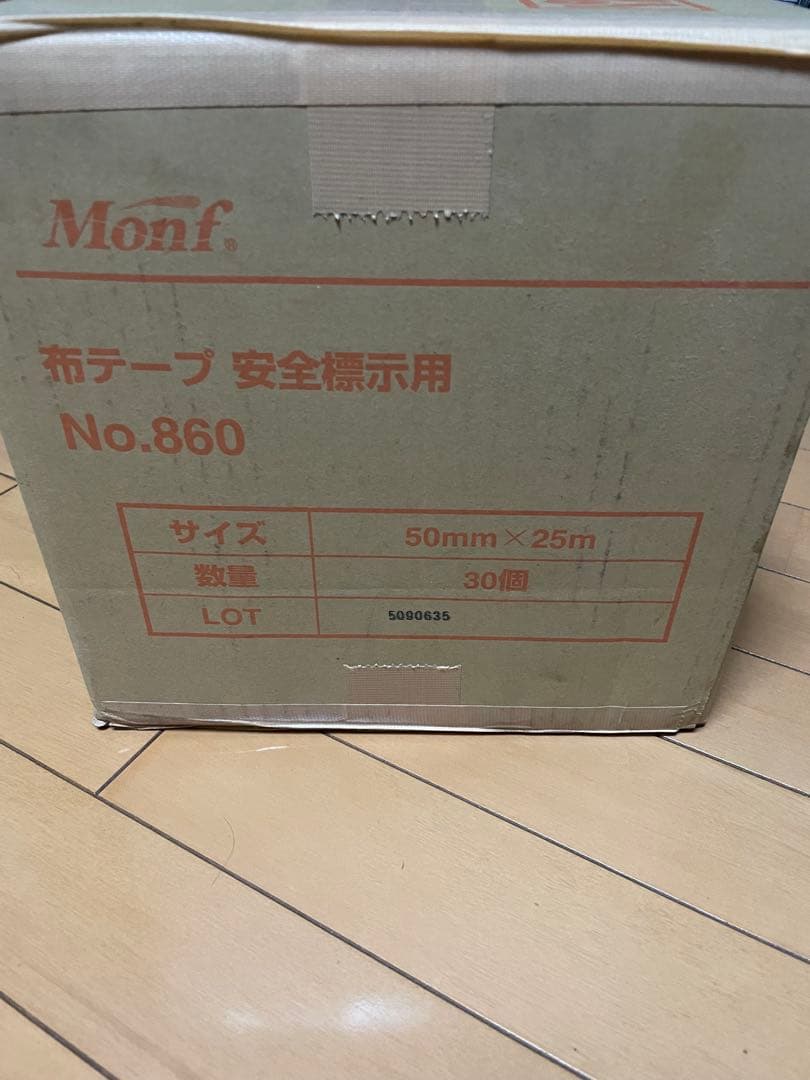 Monf®
布テープ 安全標示用
No.860
サイズ 50mm×25m
数量 30個
LOT 5090635